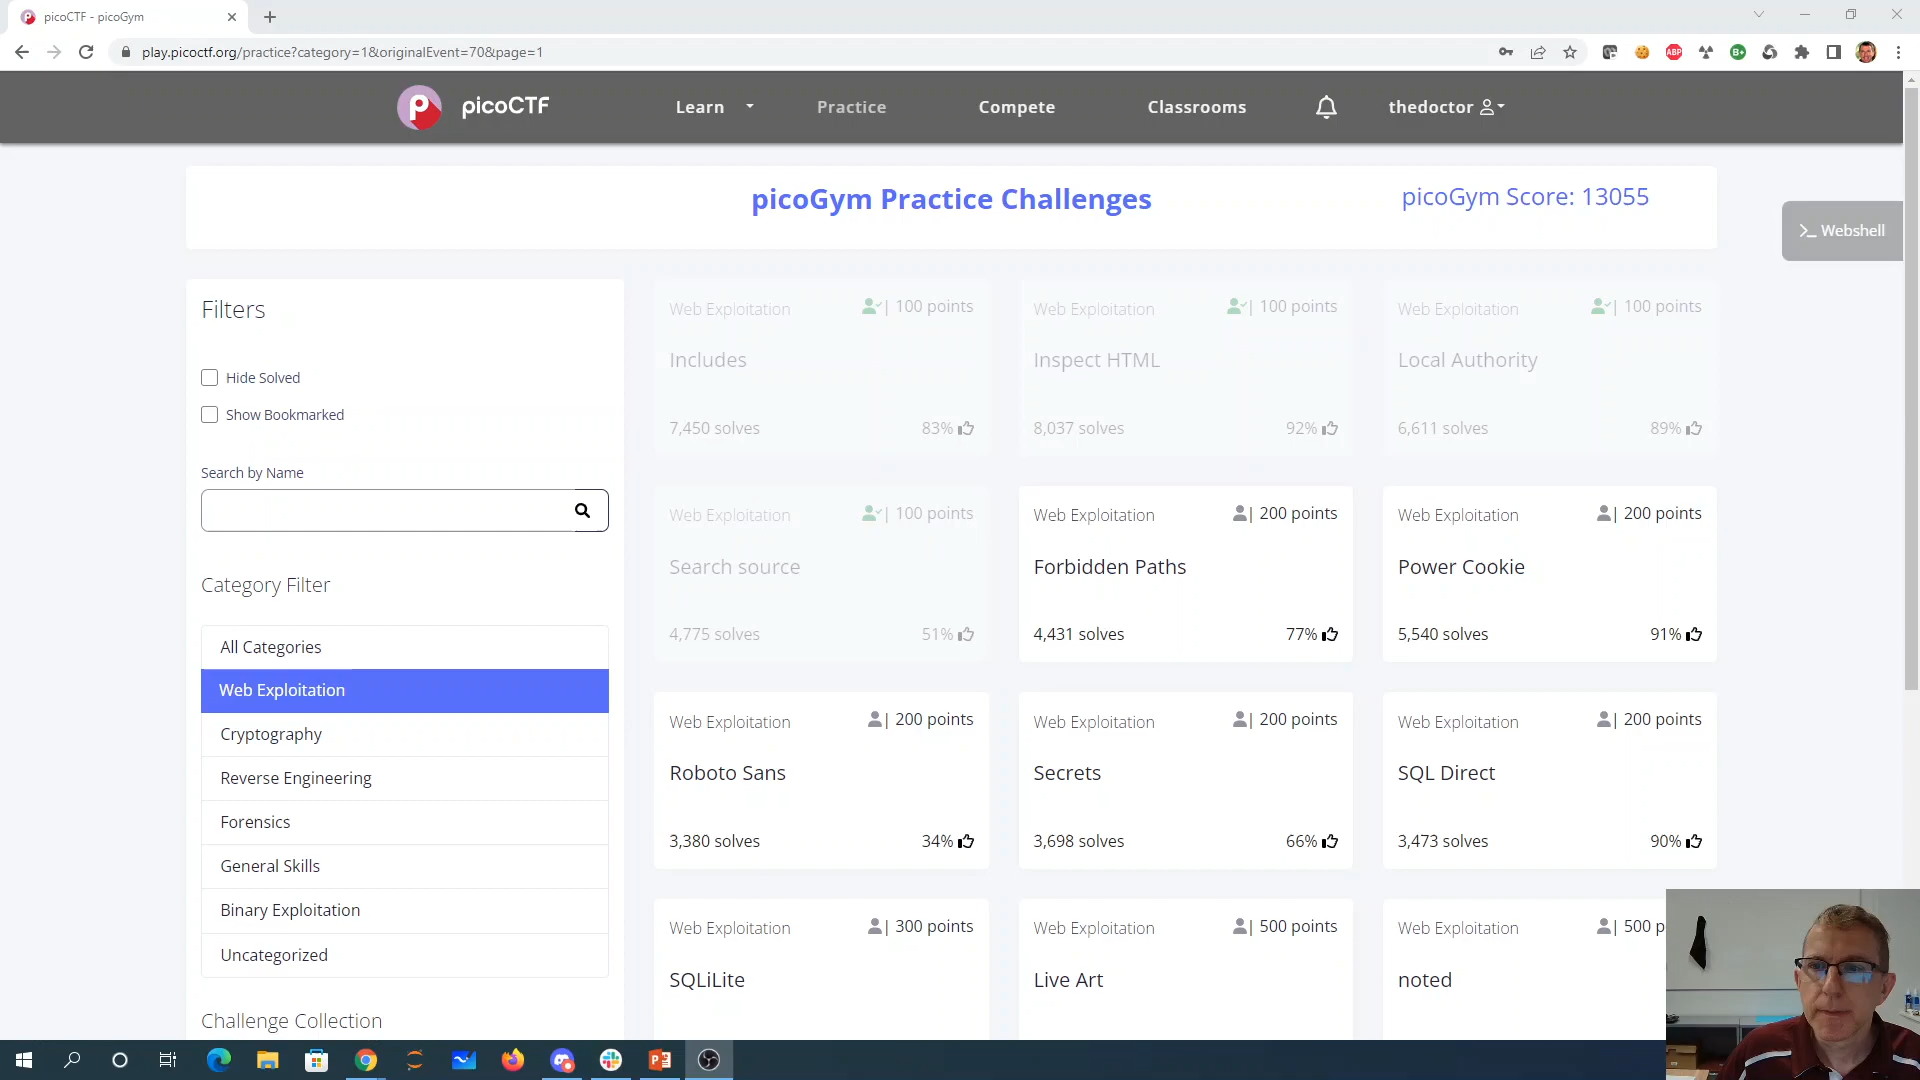 picoCTF - picoGym
play.picoctf.org/practice?category=1&originalEvent=70&page=1
picoCTF
Learn
Practice
Compete
Classrooms
thedoctor
picoGym Practice Challenges
picoGym Score: 13055
>_ Webshell
Filters
Hide Solved
Show Bookmarked
Search by Name
Category Filter
All Categories
Web Exploitation
Cryptography
Reverse Engineering
Forensics
General Skills
Binary Exploitation
Uncategorized
Challenge Collection
Web Exploitation | 100 points
Includes
7,450 solves 83%
Web Exploitation | 100 points
Inspect HTML
8,037 solves 92%
Web Exploitation | 100 points
Local Authority
6,611 solves 89%
Web Exploitation | 100 points
Search source
4,775 solves 51%
Web Exploitation | 200 points
Forbidden Paths
4,431 solves 77%
Web Exploitation | 200 points
Power Cookie
5,540 solves 91%
Web Exploitation | 200 points
Roboto Sans
3,380 solves 34%
Web Exploitation | 200 points
Secrets
3,698 solves 66%
Web Exploitation | 200 points
SQL Direct
3,473 solves 90%
Web Exploitation | 300 points
SQLiLite
Web Exploitation | 500 points
Live Art
Web Exploitation | 500 p
noted